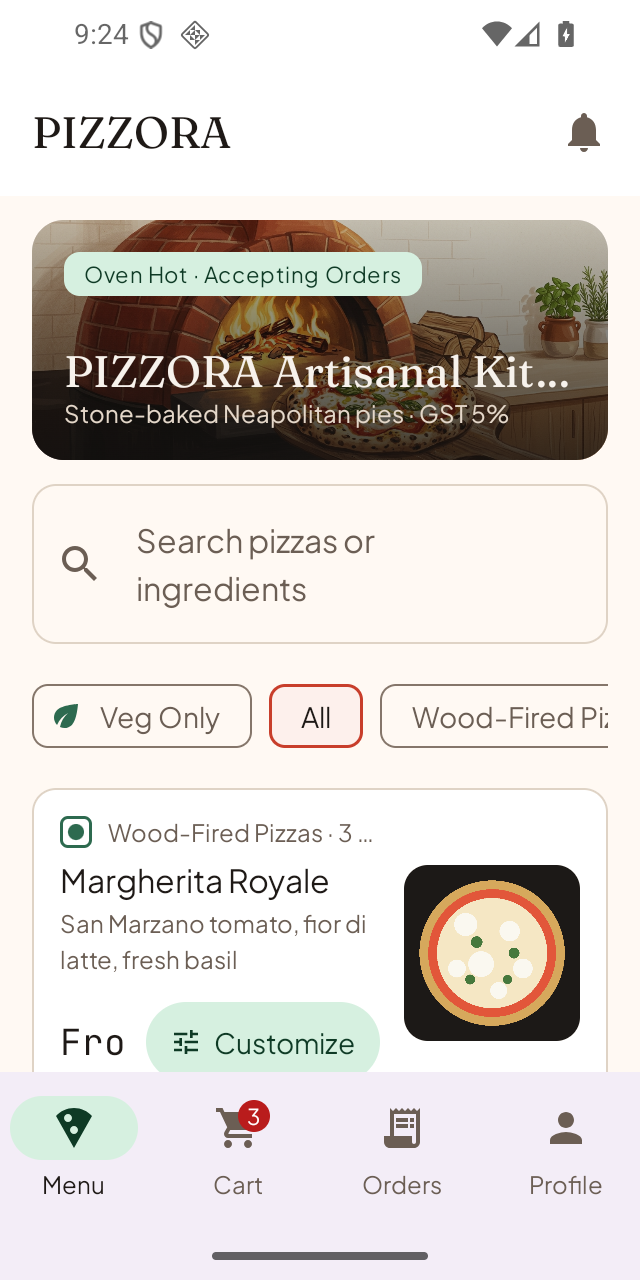 9:24
PIZZORA
Oven Hot · Accepting Orders
PIZZORA Artisanal Kit...
Stone-baked Neapolitan pies · GST 5%
Search pizzas or
ingredients
Veg Only
All
Wood-Fired Piz
Wood-Fired Pizzas · 3 ...
Margherita Royale
San Marzano tomato, fior di
latte, fresh basil
Fro
Customize
3
Menu
Cart
Orders
Profile